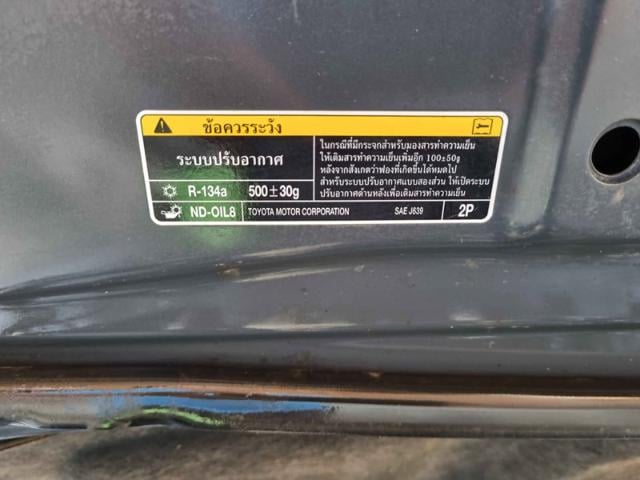 ข้อควรระวัง
ระบบปรับอากาศ
R-134a 500±30g
ในกรณีที่มีกระจกสำหรับมองสารทำความเย็น
ให้เติมสารทำความเย็นเพิ่มอีก 100±50g
หลังจากสังเกตว่าฟองที่เกิดขึ้นได้หมดไป
สำหรับระบบปรับอากาศแบบสองส่วน ให้เปิดระบบ
ปรับอากาศด้านหลังเพื่อเติมสารทำความเย็น
ND-OIL8 TOYOTA MOTOR CORPORATION SAE J639 2P